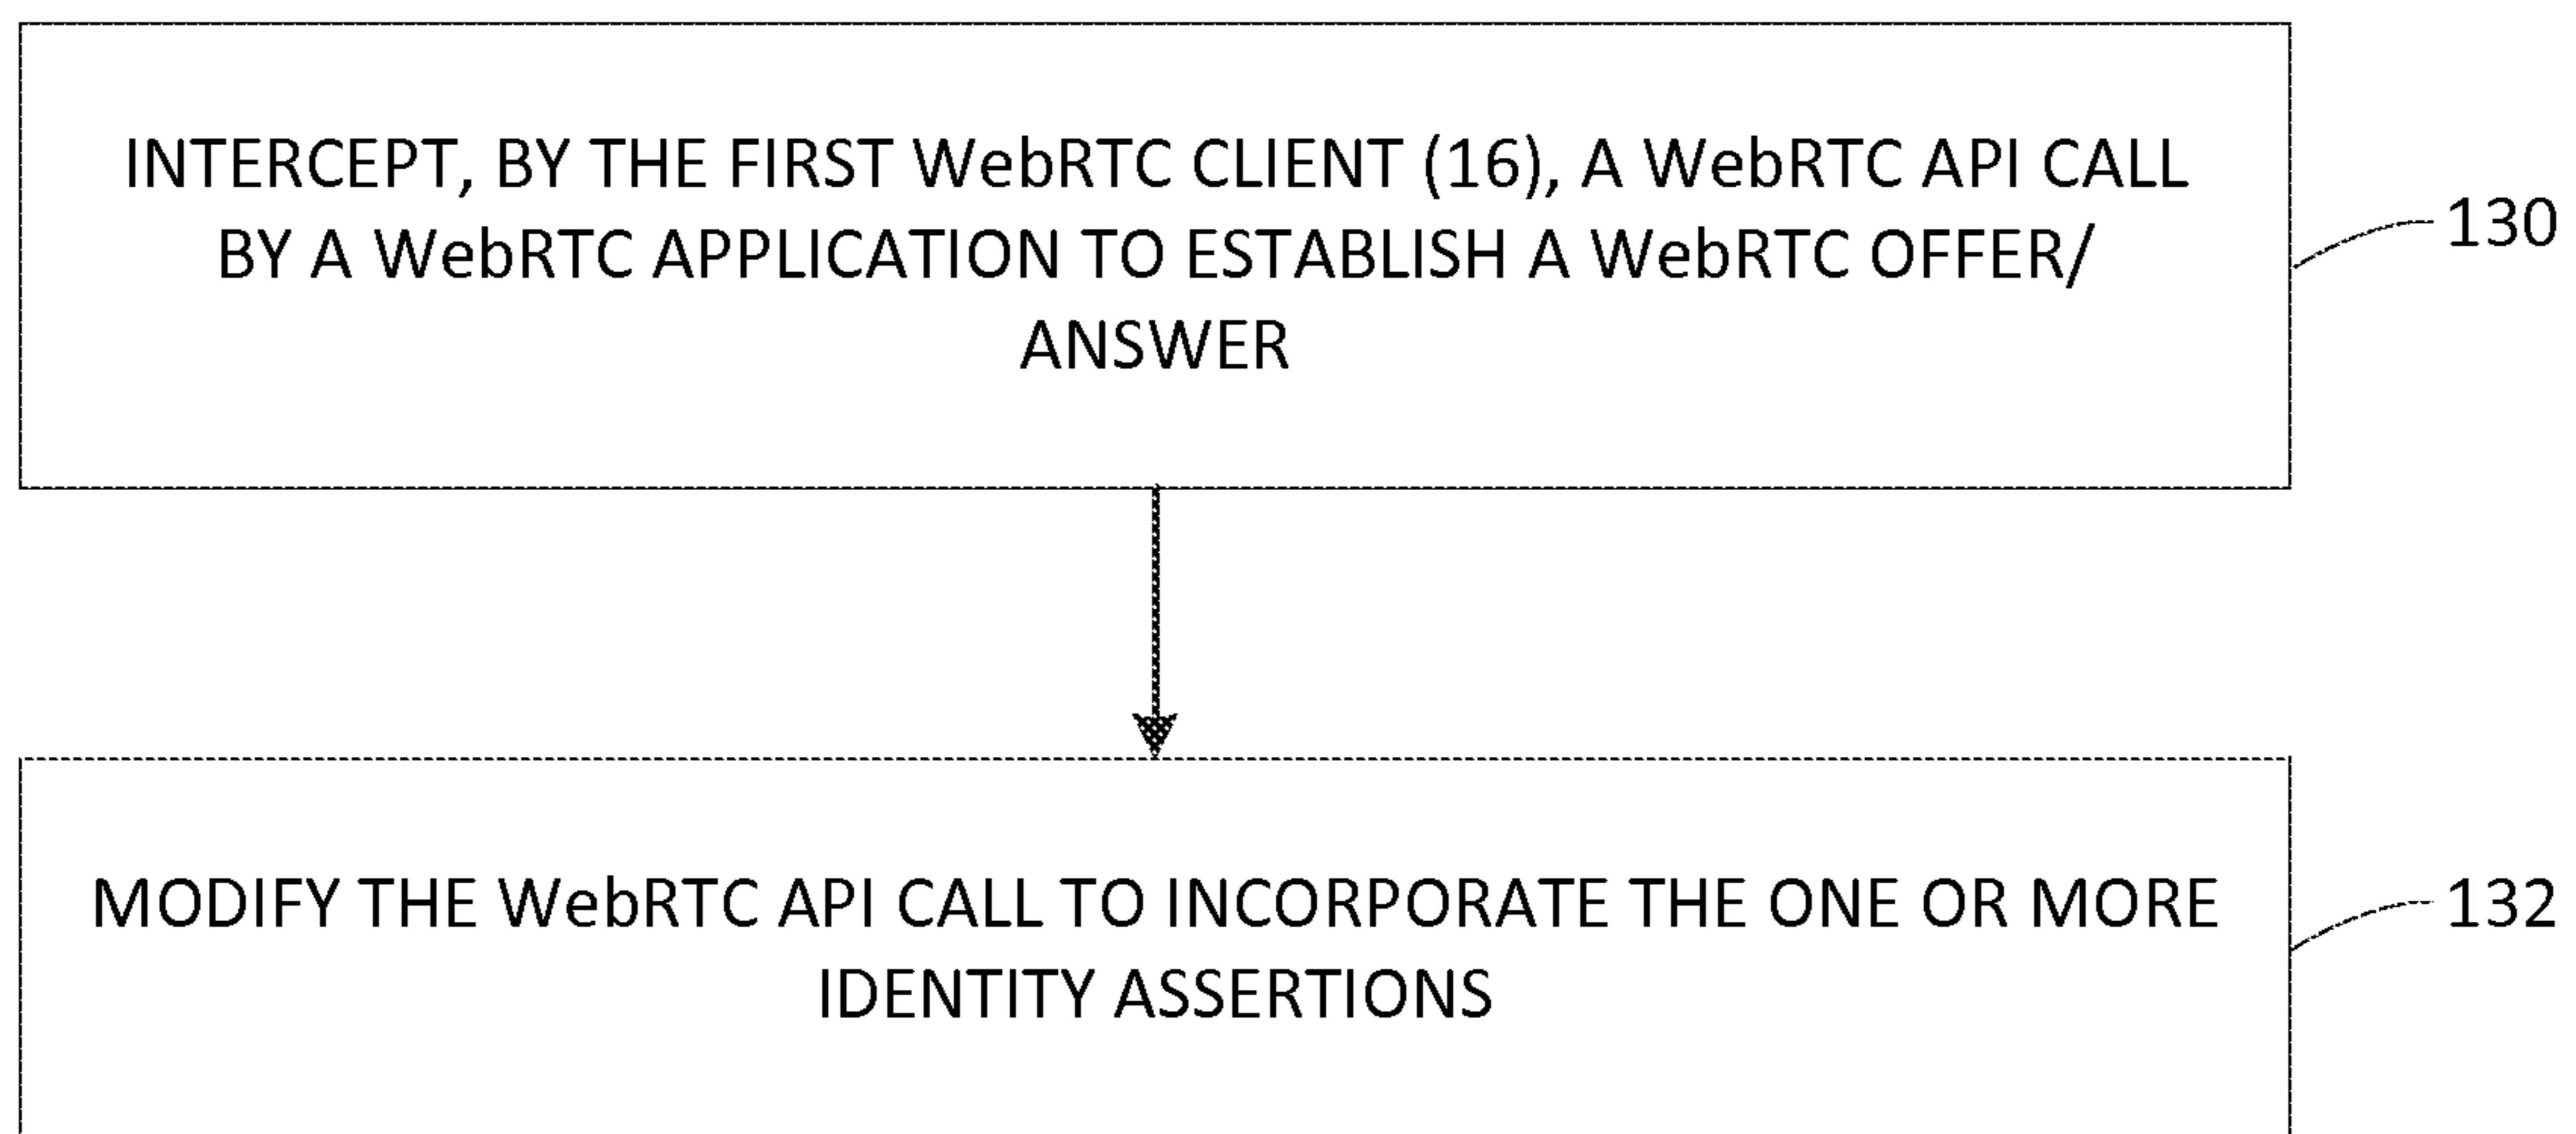 INTERCEPT, BY THE FIRST WebRTC CLIENT (16), A WebRTC API CALL
BY A WebRTC APPLICATION TO ESTABLISH A WebRTC OFFER/
ANSWER
130
MODIFY THE WebRTC API CALL TO INCORPORATE THE ONE OR MORE
IDENTITY ASSERTIONS
132